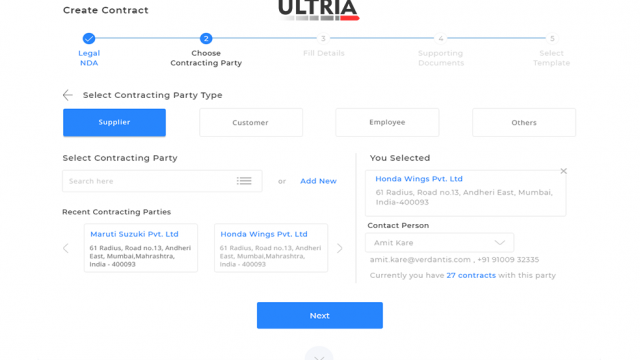 Create Contract
ULTRIA
2
3
4
5
Legal
NDA
Choose
Contracting Party
Fill Details
Supporting
Documents
Select
Template
Select Contracting Party Type
Supplier
Customer
Employee
Others
Select Contracting Party
Search here
or
Add New
Recent Contracting Parties
Maruti Suzuki Pvt. Ltd
61 Radius, Road no.13, Andheri
East, Mumbai,Mahrashtra,
India - 400093
Honda Wings Pvt. Ltd
61 Radius, Road no.13, Andheri
East, Mumbai,Mahrashtra,
India - 400093
You Selected
Honda Wings Pvt. Ltd
61 Radius, Road no.13, Andheri East, Mumbai,
India-400093
Contact Person
Amit Kare
amit.kare@verdantis.com , +91 91009 32335
Currently you have 27 contracts with this party
Next